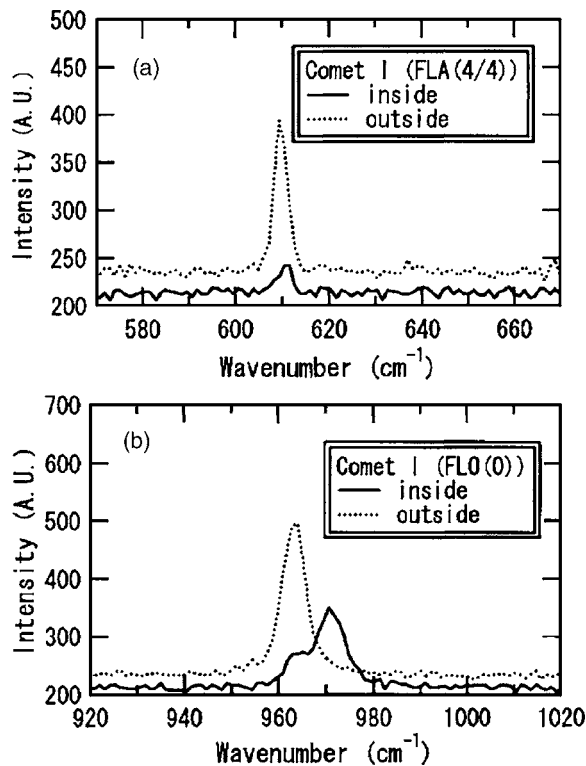 500
450
400
350
300
250
200
Intensity (A.U.)
(a)
Comet I (FLA(4/4))
inside
outside
580 600 620 640 660
Wavenumber (cm⁻¹)
700
600
500
400
300
200
Intensity (A.U.)
(b)
Comet I (FLO(0))
inside
outside
920 940 960 980 1000 1020
Wavenumber (cm⁻¹)